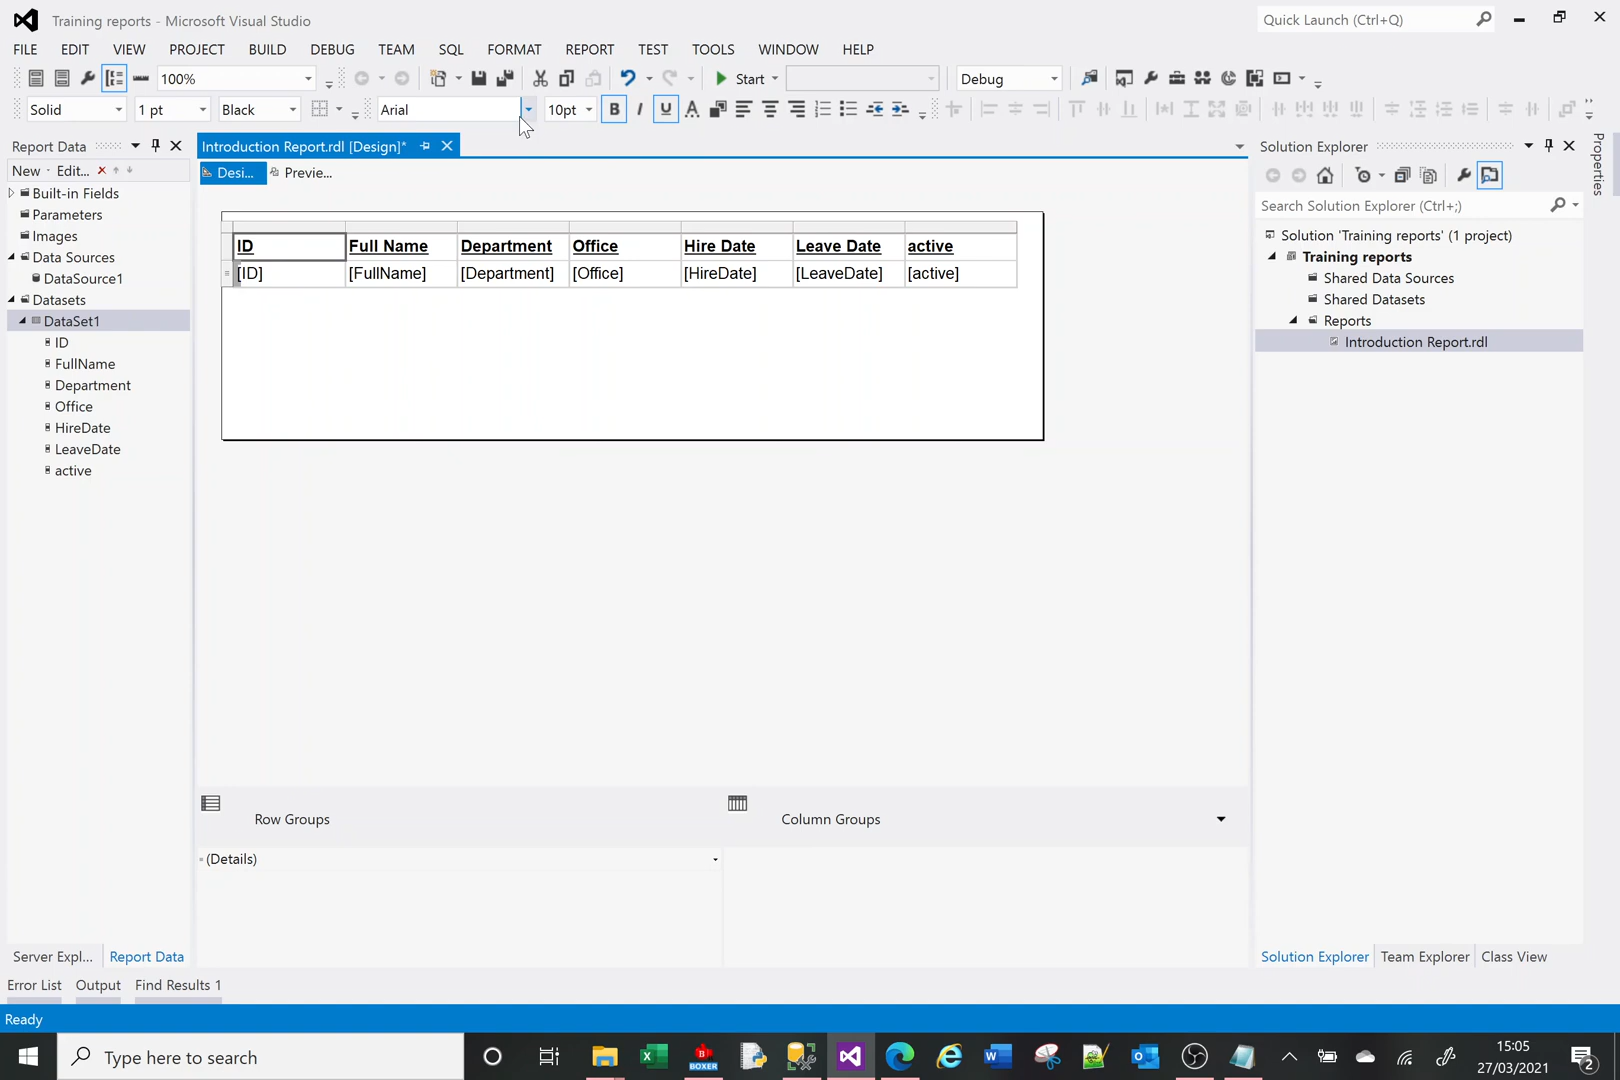 Training reports - Microsoft Visual Studio
Quick Launch (Ctrl+Q)
FILE EDIT VIEW PROJECT BUILD DEBUG TEAM SQL FORMAT REPORT TEST TOOLS WINDOW HELP
100% Start Debug
Solid 1 pt Black Arial 10pt B I U A
Report Data
Introduction Report.rdl [Design]*
Solution Explorer
Properties
New Edit...
Desi... Previe...
Built-in Fields
Parameters
Images
Data Sources
DataSource1
Datasets
DataSet1
ID
FullName
Department
Office
HireDate
LeaveDate
active
ID Full Name Department Office Hire Date Leave Date active
[ID] [FullName] [Department] [Office] [HireDate] [LeaveDate] [active]
Search Solution Explorer (Ctrl+;)
Solution 'Training reports' (1 project)
Training reports
Shared Data Sources
Shared Datasets
Reports
Introduction Report.rdl
Row Groups
Column Groups
(Details)
Server Expl... Report Data
Solution Explorer Team Explorer Class View
Error List Output Find Results 1
Ready
Type here to search
BOXER
15:05
27/03/2021
2